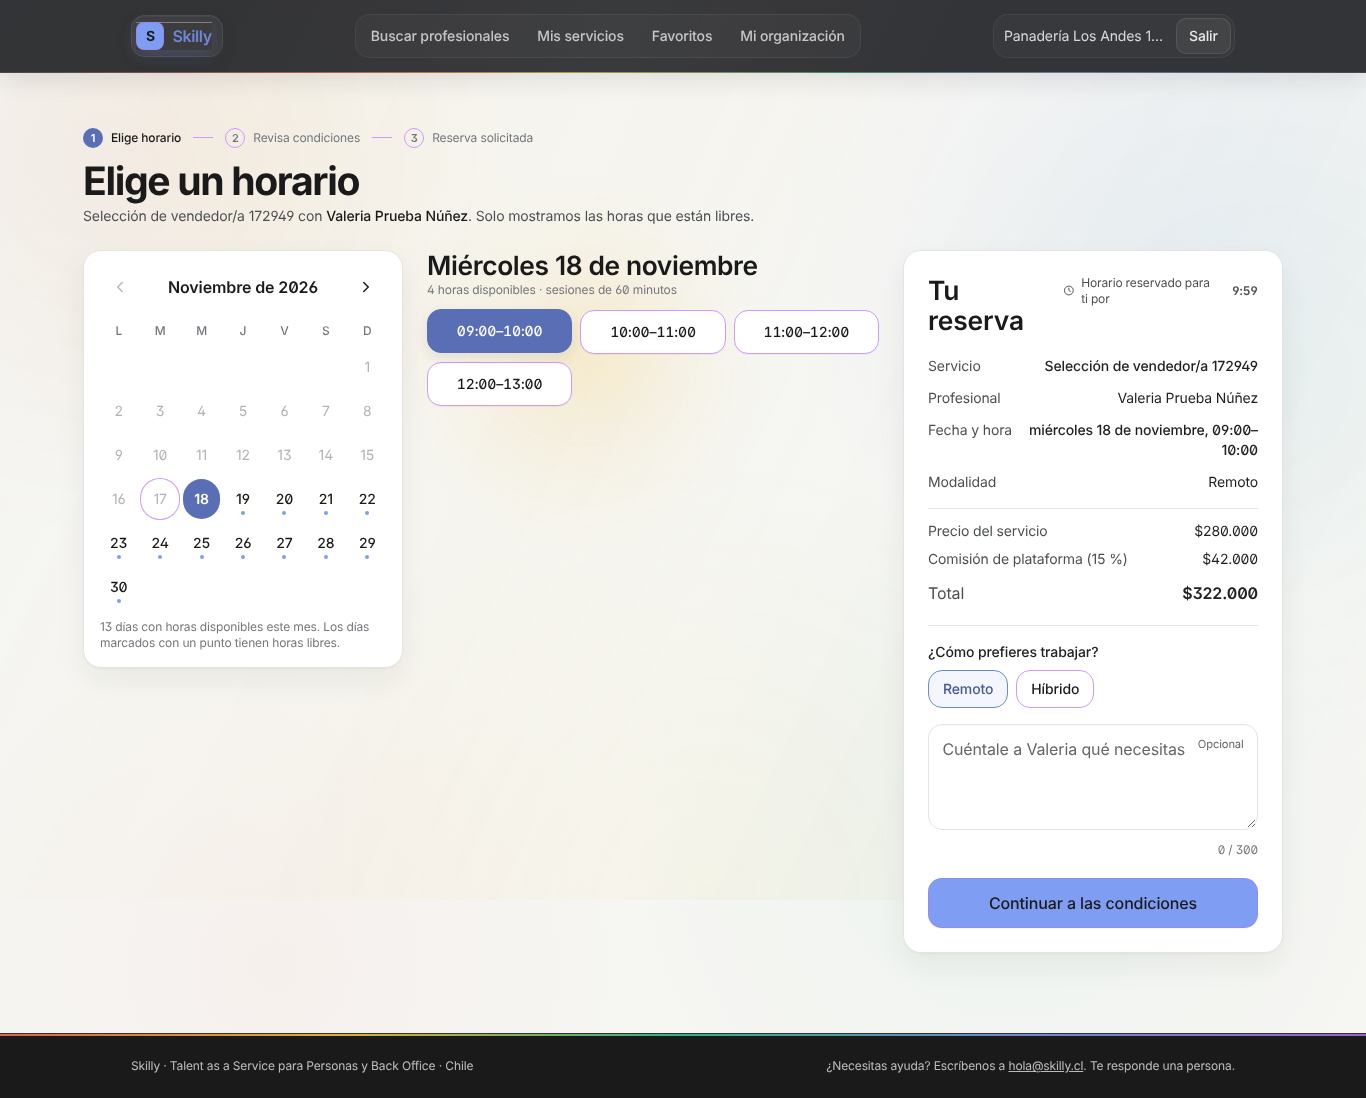 S Skilly
Buscar profesionales Mis servicios Favoritos Mi organización
Panadería Los Andes 1... Salir
1 Elige horario 2 Revisa condiciones 3 Reserva solicitada
Elige un horario
Selección de vendedor/a 172949 con Valeria Prueba Núñez. Solo mostramos las horas que están libres.
Noviembre de 2026
L M M J V S D
1
2 3 4 5 6 7 8
9 10 11 12 13 14 15
16 17 18 19 20 21 22
23 24 25 26 27 28 29
30
13 días con horas disponibles este mes. Los días
marcados con un punto tienen horas libres.
Miércoles 18 de noviembre
4 horas disponibles · sesiones de 60 minutos
09:00–10:00 10:00–11:00 11:00–12:00
12:00–13:00
Tu
reserva
Horario reservado para
ti por
9:59
Servicio Selección de vendedor/a 172949
Profesional Valeria Prueba Núñez
Fecha y hora miércoles 18 de noviembre, 09:00–
10:00
Modalidad Remoto
Precio del servicio $280.000
Comisión de plataforma (15 %) $42.000
Total $322.000
¿Cómo prefieres trabajar?
Remoto Híbrido
Cuéntale a Valeria qué necesitas Opcional
0 / 300
Continuar a las condiciones
Skilly · Talent as a Service para Personas y Back Office · Chile
¿Necesitas ayuda? Escríbenos a hola@skilly.cl. Te responde una persona.